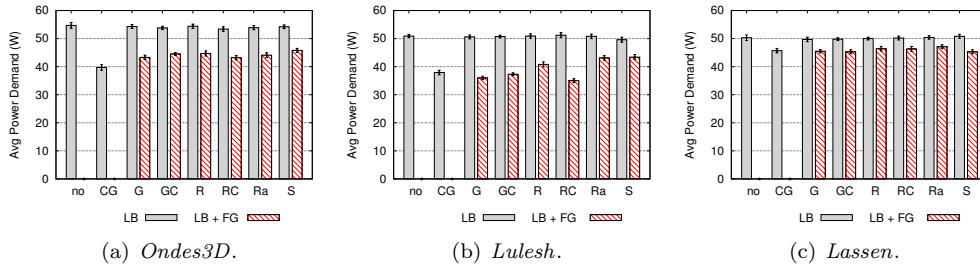 Avg Power Demand (W)
60
50
40
30
20
10
0
no CG G GC R RC Ra S
LB LB + FG
(a) Ondes3D.
Avg Power Demand (W)
60
50
40
30
20
10
0
no CG G GC R RC Ra S
LB LB + FG
(b) Lulesh.
Avg Power Demand (W)
60
50
40
30
20
10
0
no CG G GC R RC Ra S
LB LB + FG
(c) Lassen.